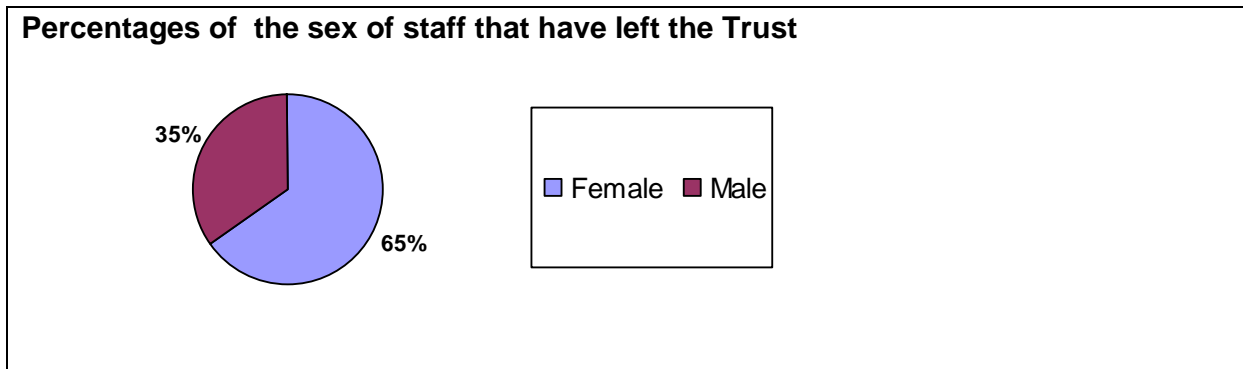 Percentages of  the sex of staff that have left the Trust
35%
Female Male
65%